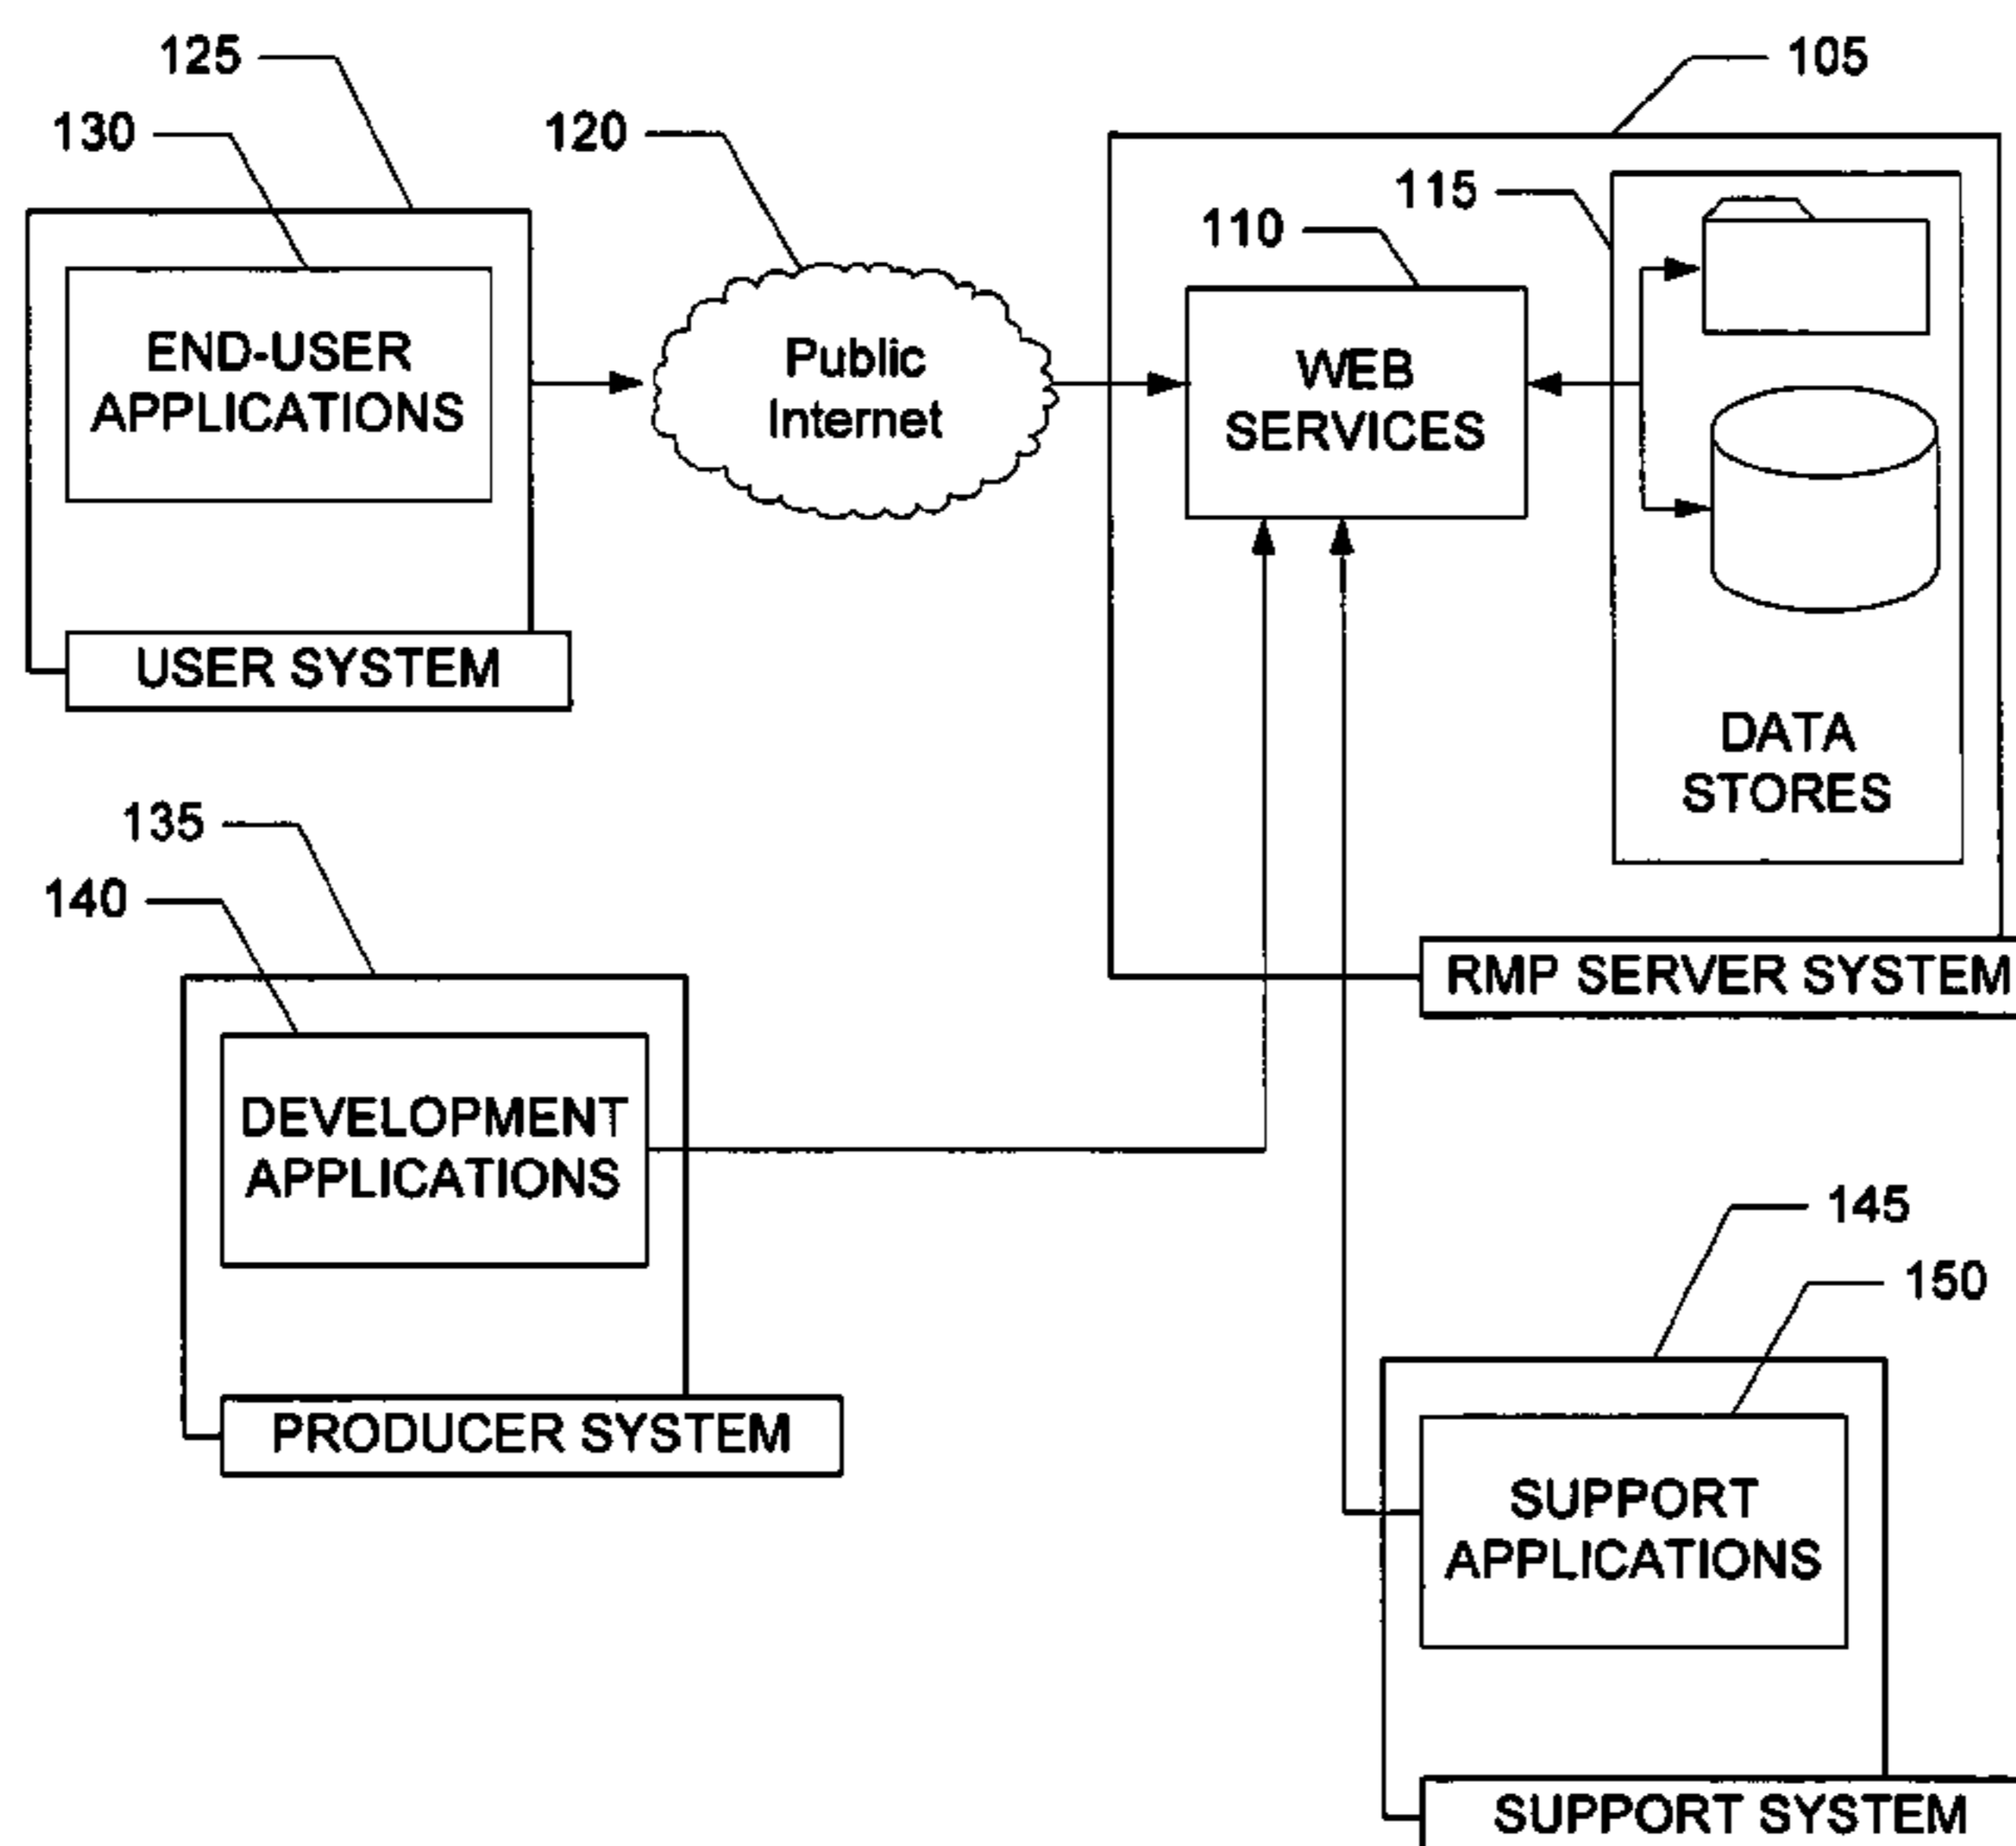 125
105
130
120
115
110
END-USER
APPLICATIONS
Public
Internet
WEB
SERVICES
USER SYSTEM
DATA
STORES
135
140
RMP SERVER SYSTEM
DEVELOPMENT
APPLICATIONS
145
150
PRODUCER SYSTEM
SUPPORT
APPLICATIONS
SUPPORT SYSTEM